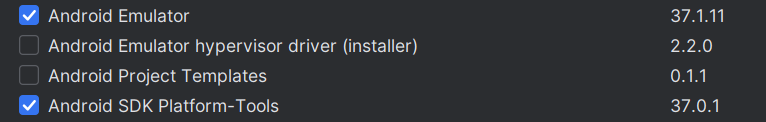 Android Emulator 37.1.11
Android Emulator hypervisor driver (installer) 2.2.0
Android Project Templates 0.1.1
Android SDK Platform-Tools 37.0.1